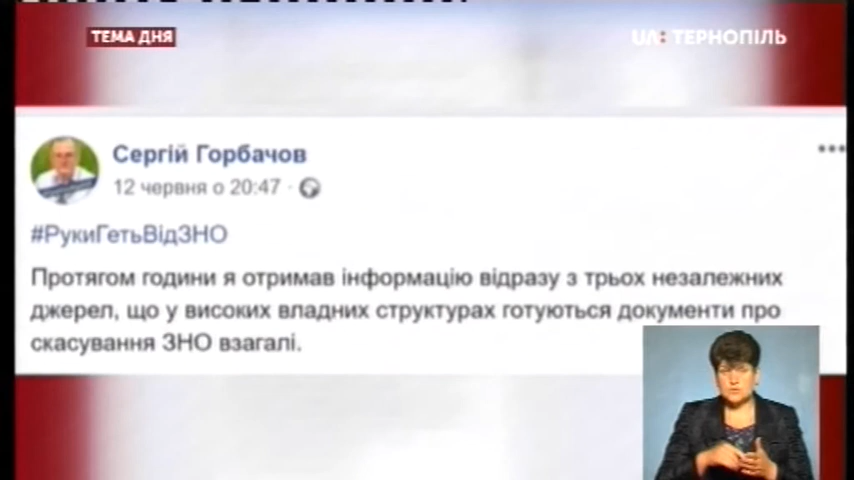 ТЕМА ДНЯ
UA: ТЕРНОПІЛЬ
Сергій Горбачов
12 червня о 20:47
#РукиГетьВідЗНО
Протягом години я отримав інформацію відразу з трьох незалежних
джерел, що у високих владних структурах готуються документи про
скасування ЗНО взагалі.